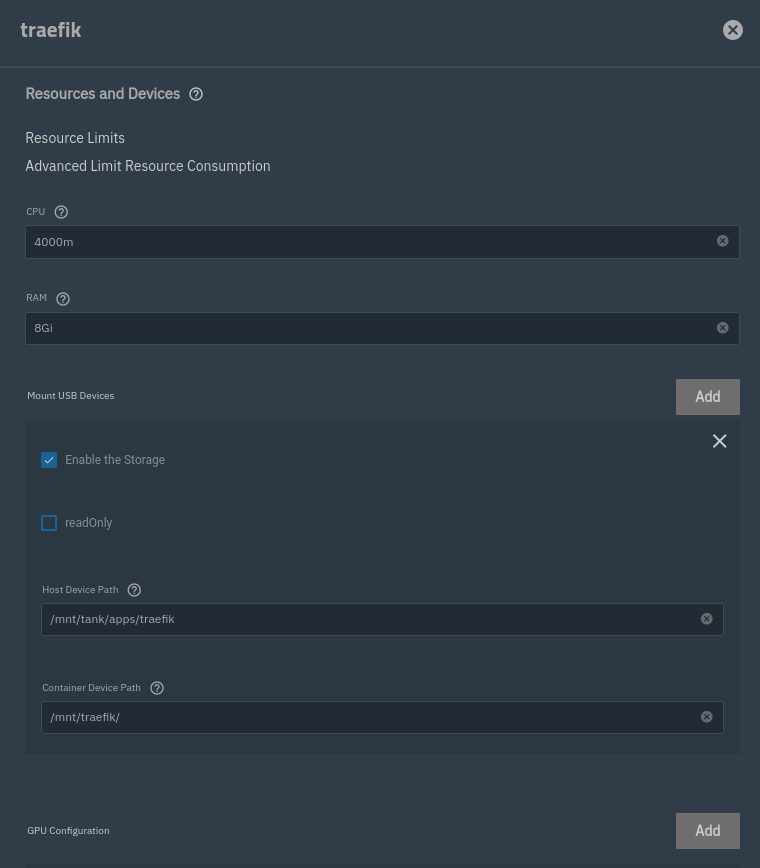 traefik
Resources and Devices
Resource Limits
Advanced Limit Resource Consumption
CPU
4000m
RAM
8Gi
Mount USB Devices
Add
Enable the Storage
readOnly
Host Device Path
/mnt/tank/apps/traefik
Container Device Path
/mnt/traefik/
GPU Configuration
Add